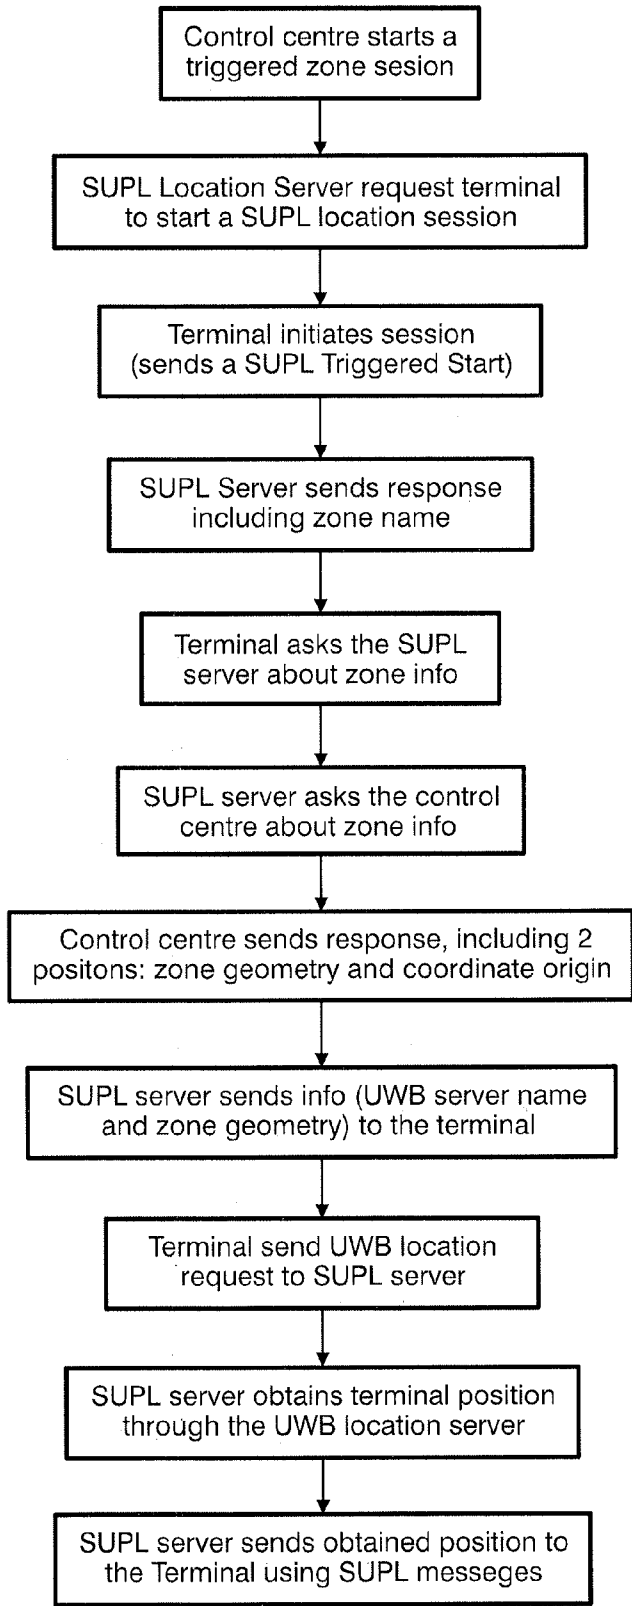 Control centre starts a
triggered zone sesion
SUPL Location Server request terminal
to start a SUPL location session
Terminal initiates session
(sends a SUPL Triggered Start)
SUPL Server sends response
including zone name
Terminal asks the SUPL
server about zone info
SUPL server asks the control
centre about zone info
Control centre sends response, including 2
positons: zone geometry and coordinate origin
SUPL server sends info (UWB server name
and zone geometry) to the terminal
Terminal send UWB location
request to SUPL server
SUPL server obtains terminal position
through the UWB location server
SUPL server sends obtained position to
the Terminal using SUPL messeges